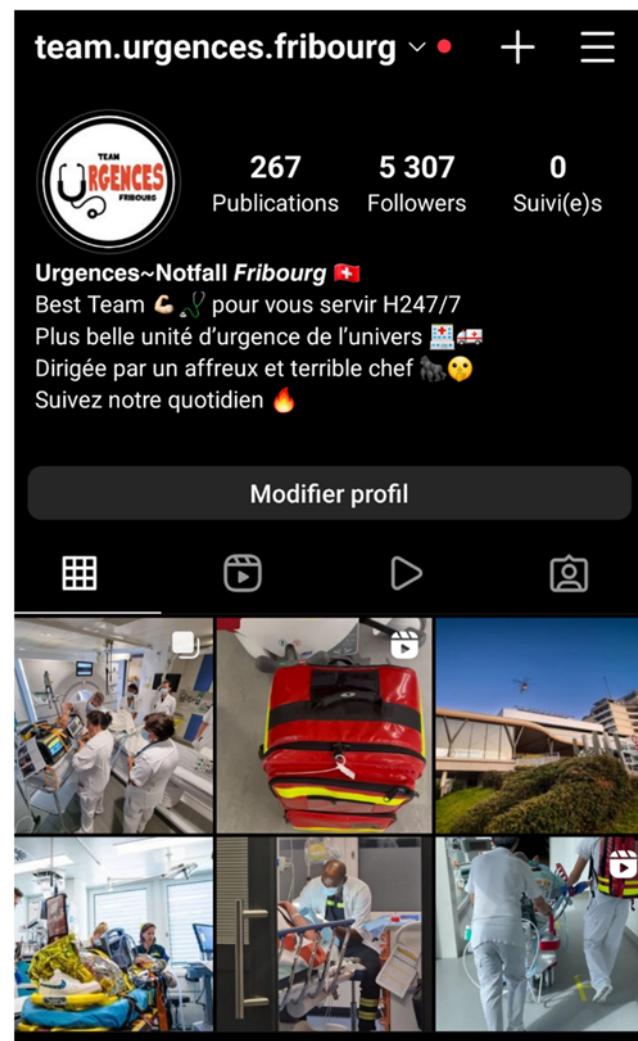 team.urgences.fribourg
TEAM
URGENCES
FRIBOURG
267
Publications
5 307
Followers
0
Suivi(e)s
Urgences~Notfall Fribourg 🇨🇭
Best Team 💪🏻🩺 pour vous servir H247/7
Plus belle unité d’urgence de l’univers 🏥🚑
Dirigée par un affreux et terrible chef 🦍🤫
Suivez notre quotidien 🔥
Modifier profil